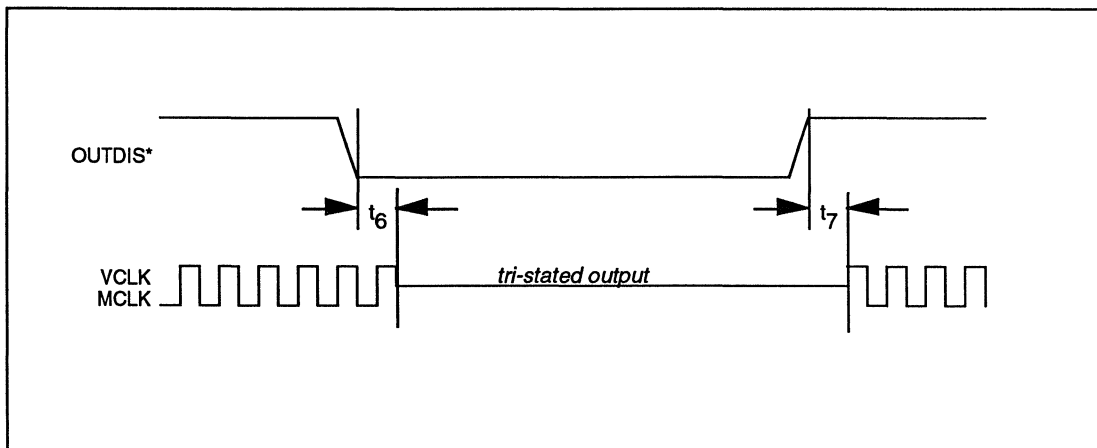 OUTDIS*
t6
t7
VCLK
MCLK
tri-stated output